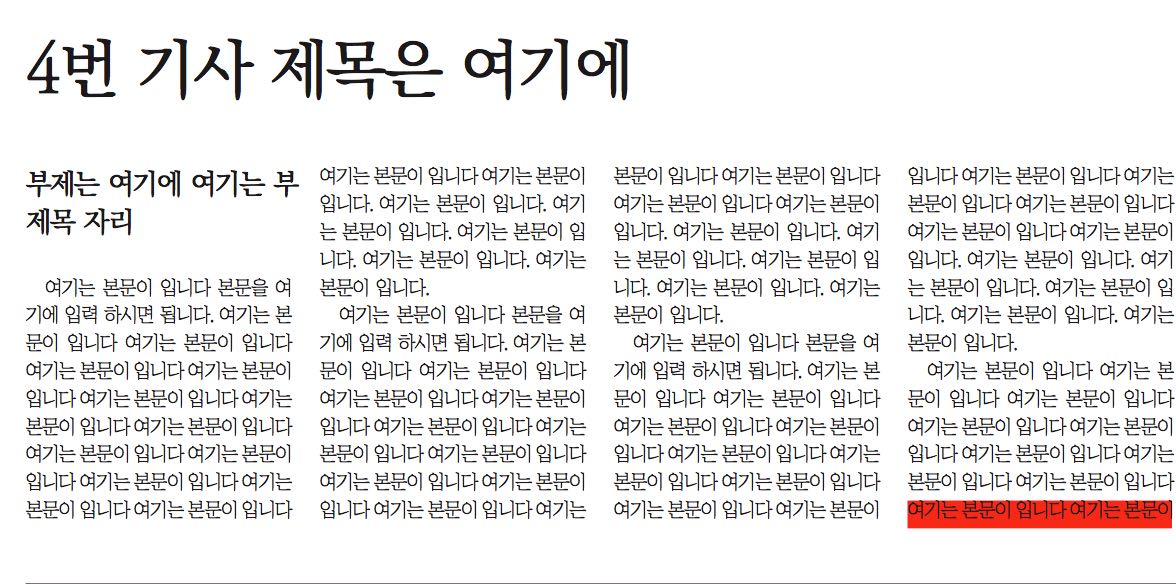 4번 기사 제목은 여기에
부제는 여기에 여기는 부
제목 자리
여기는 본문이 입니다 본문을 여
기에 입력 하시면 됩니다. 여기는 본
문이 입니다 여기는 본문이 입니다
여기는 본문이 입니다 여기는 본문이
입니다 여기는 본문이 입니다 여기는
본문이 입니다 여기는 본문이 입니다
여기는 본문이 입니다 여기는 본문이
입니다 여기는 본문이 입니다 여기는
본문이 입니다 여기는 본문이 입니다
여기는 본문이 입니다 여기는 본문이
입니다. 여기는 본문이 입니다. 여기
는 본문이 입니다. 여기는 본문이 입
니다. 여기는 본문이 입니다. 여기는
본문이 입니다.
여기는 본문이 입니다 본문을 여
기에 입력 하시면 됩니다. 여기는 본
문이 입니다 여기는 본문이 입니다
여기는 본문이 입니다 여기는 본문이
입니다 여기는 본문이 입니다 여기는
본문이 입니다 여기는 본문이 입니다
여기는 본문이 입니다 여기는 본문이
입니다 여기는 본문이 입니다 여기는
본문이 입니다 여기는 본문이 입니다
여기는 본문이 입니다 여기는 본문이
입니다. 여기는 본문이 입니다. 여기
는 본문이 입니다. 여기는 본문이 입
니다. 여기는 본문이 입니다. 여기는
본문이 입니다.
여기는 본문이 입니다 본문을 여
기에 입력 하시면 됩니다. 여기는 본
문이 입니다 여기는 본문이 입니다
여기는 본문이 입니다 여기는 본문이
입니다 여기는 본문이 입니다 여기는
본문이 입니다 여기는 본문이 입니다
여기는 본문이 입니다 여기는 본문이
입니다 여기는 본문이 입니다 여기는
본문이 입니다 여기는 본문이 입니다
여기는 본문이 입니다 여기는 본문이
입니다. 여기는 본문이 입니다. 여기
는 본문이 입니다. 여기는 본문이 입
니다. 여기는 본문이 입니다. 여기는
본문이 입니다.
여기는 본문이 입니다 여기는 본
문이 입니다 여기는 본문이 입니다
여기는 본문이 입니다 여기는 본문이
입니다 여기는 본문이 입니다 여기는
본문이 입니다 여기는 본문이 입니다
여기는 본문이 입니다 여기는 본문이